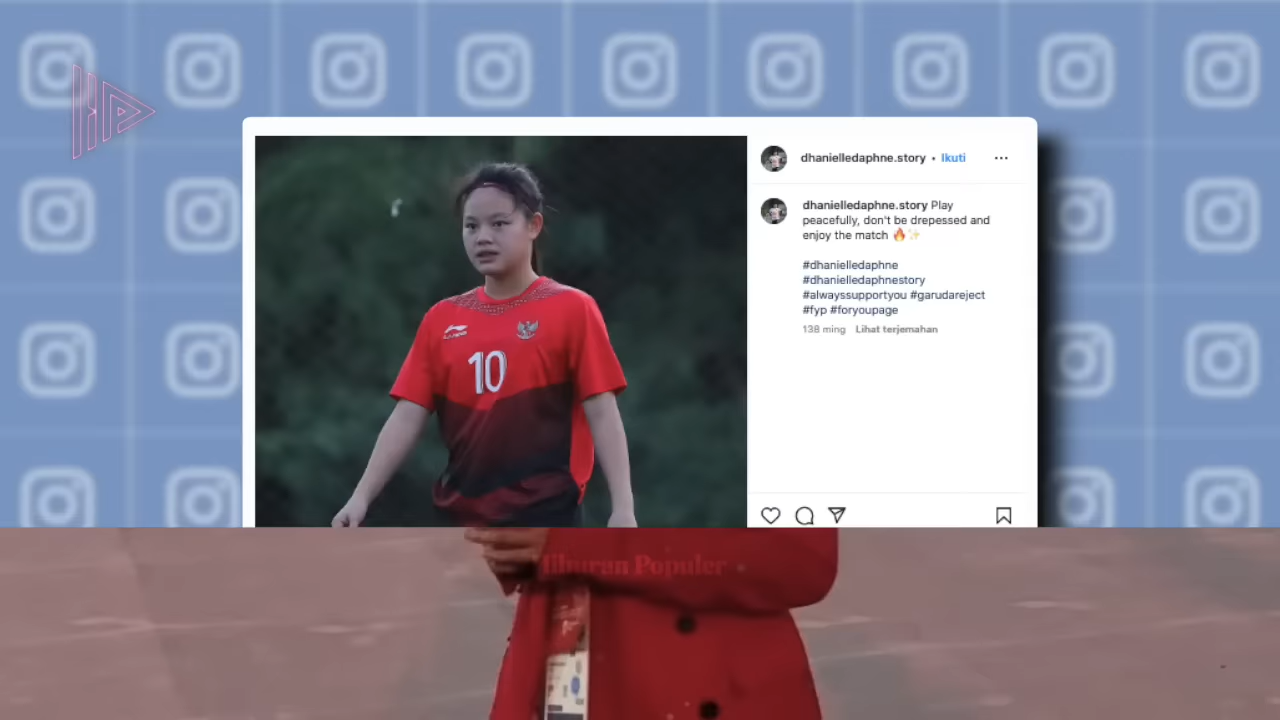 dhanielledaphne.story • Ikuti ...
dhanielledaphne.story Play
peacefully, don't be drepessed and
enjoy the match 🔥✨
#dhanielledaphne
#dhanielledaphnestory
#alwayssupportyou #garudareject
#fyp #foryoupage
138 ming Lihat terjemahan
10
Hiburan Populer